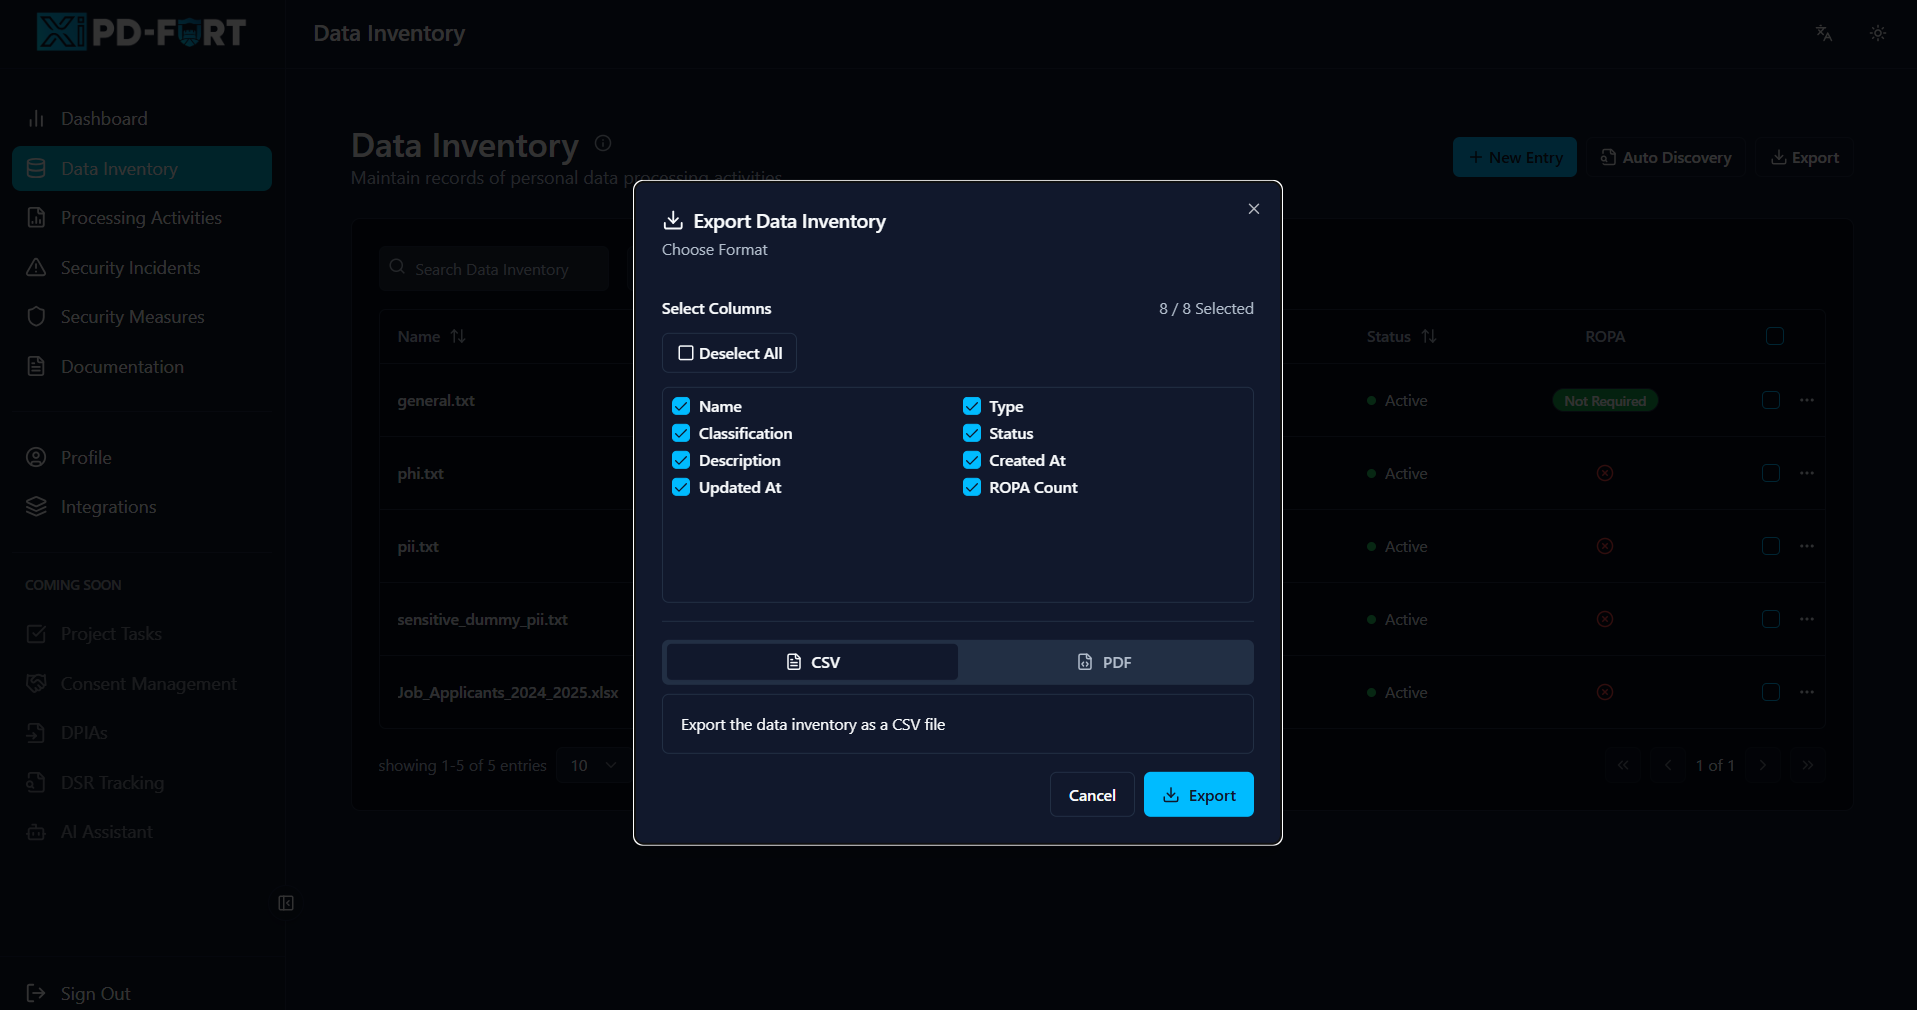 Xi PD-FORT
Data Inventory
Dashboard
Data Inventory
Processing Activities
Security Incidents
Security Measures
Documentation
Profile
Integrations
COMING SOON
Project Tasks
Consent Management
DPIAs
DSR Tracking
AI Assistant
Sign Out
Data Inventory
Maintain records of personal data processing activities
+ New Entry
Auto Discovery
Export
Search Data Inventory
Name
Status
ROPA
general.txt
Active
Not Required
phi.txt
Active
pii.txt
Active
sensitive_dummy_pii.txt
Active
Job_Applicants_2024_2025.xlsx
Active
showing 1-5 of 5 entries
10
1 of 1
Export Data Inventory
Choose Format
Select Columns
8 / 8 Selected
Deselect All
Name
Type
Classification
Status
Description
Created At
Updated At
ROPA Count
CSV
PDF
Export the data inventory as a CSV file
Cancel
Export